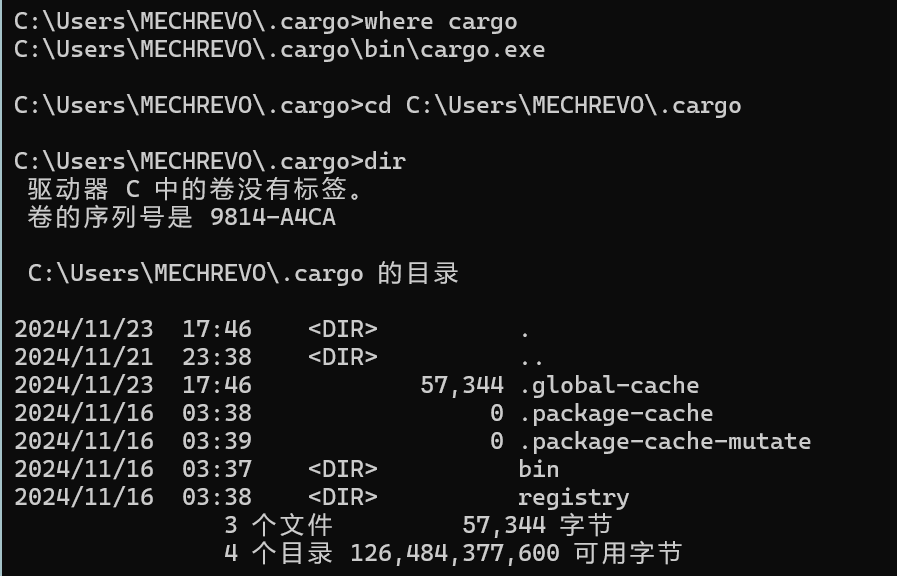 C:\Users\MECHREVO\.cargo>where cargo
C:\Users\MECHREVO\.cargo\bin\cargo.exe

C:\Users\MECHREVO\.cargo>cd C:\Users\MECHREVO\.cargo

C:\Users\MECHREVO\.cargo>dir
 驱动器 C 中的卷没有标签。
 卷的序列号是 9814-A4CA

 C:\Users\MECHREVO\.cargo 的目录

2024/11/23  17:46    <DIR>          .
2024/11/21  23:38    <DIR>          ..
2024/11/23  17:46            57,344 .global-cache
2024/11/16  03:38                 0 .package-cache
2024/11/16  03:39                 0 .package-cache-mutate
2024/11/16  03:37    <DIR>          bin
2024/11/16  03:38    <DIR>          registry
               3 个文件         57,344 字节
               4 个目录 126,484,377,600 可用字节